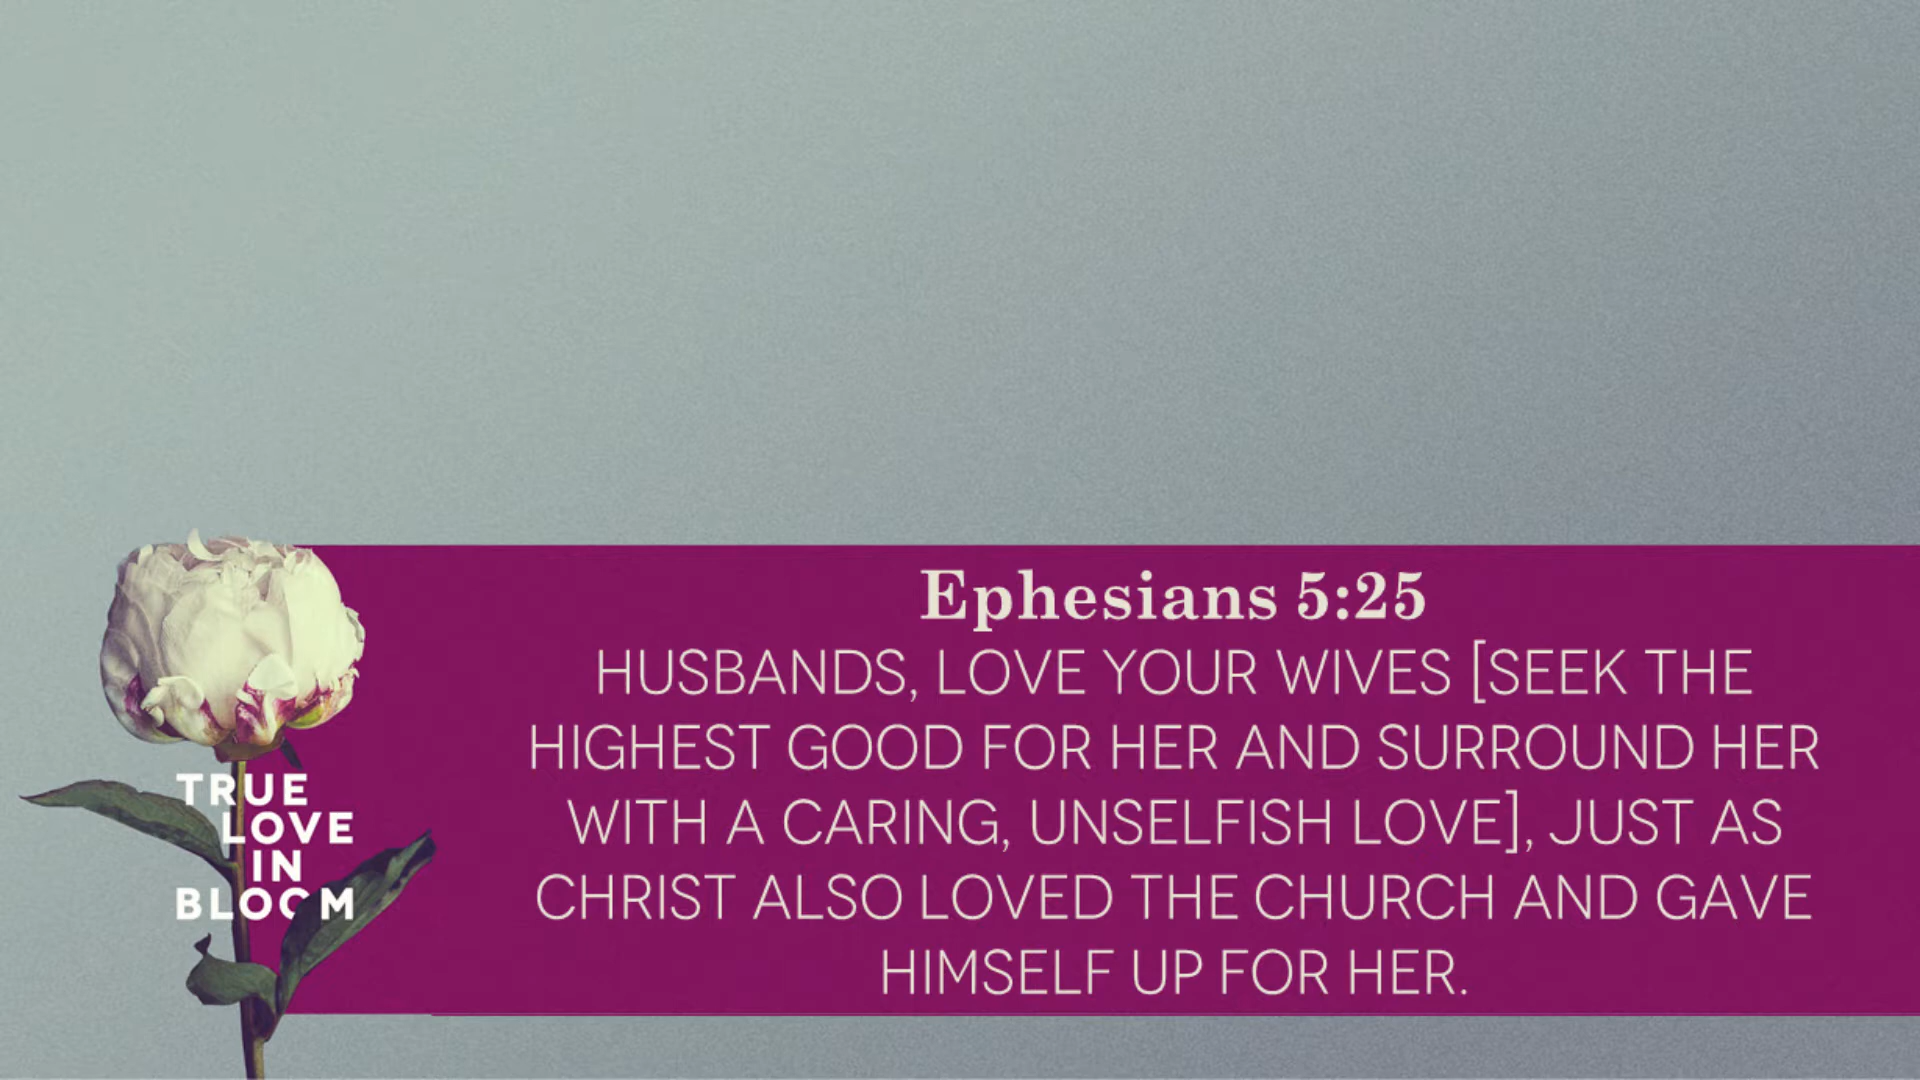 Ephesians 5:25
HUSBANDS, LOVE YOUR WIVES [SEEK THE
HIGHEST GOOD FOR HER AND SURROUND HER
WITH A CARING, UNSELFISH LOVE], JUST AS
CHRIST ALSO LOVED THE CHURCH AND GAVE
HIMSELF UP FOR HER.
TRUE
LOVE
IN
BLOOM